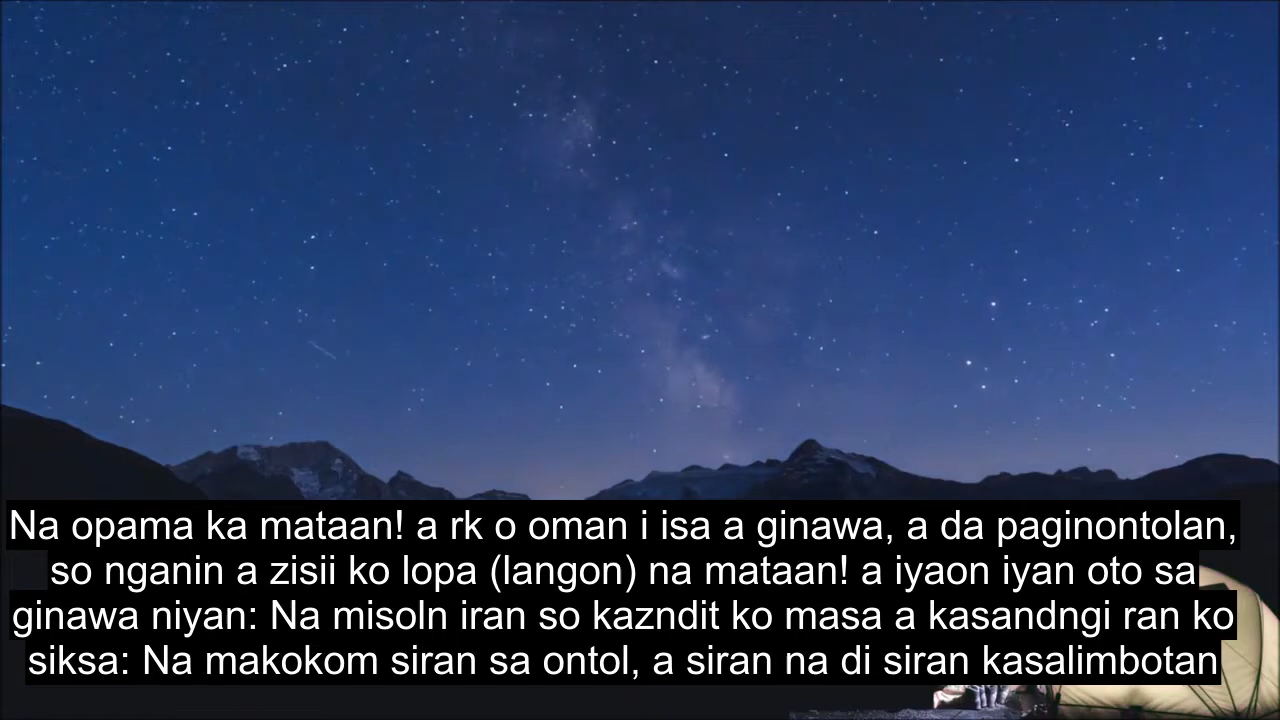 Na opama ka mataan! a rk o oman i isa a ginawa, a da paginontolan,
so nganin a zisii ko lopa (langon) na mataan! a iyaon iyan oto sa
ginawa niyan: Na misoln iran so kazndit ko masa a kasandngi ran ko
siksa: Na makokom siran sa ontol, a siran na di siran kasalimbotan